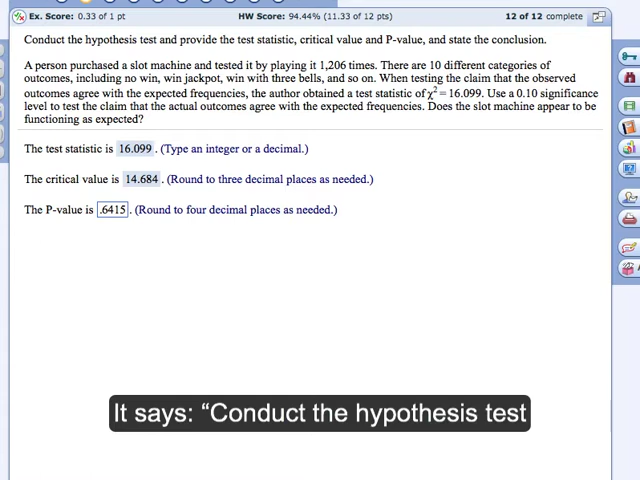 Ex. Score: 0.33 of 1 pt HW Score: 94.44% (11.33 of 12 pts) 12 of 12 complete
Conduct the hypothesis test and provide the test statistic, critical value and P-value, and state the conclusion.
A person purchased a slot machine and tested it by playing it 1,206 times. There are 10 different categories of
outcomes, including no win, win jackpot, win with three bells, and so on. When testing the claim that the observed
outcomes agree with the expected frequencies, the author obtained a test statistic of χ² = 16.099. Use a 0.10 significance
level to test the claim that the actual outcomes agree with the expected frequencies. Does the slot machine appear to be
functioning as expected?
The test statistic is 16.099 . (Type an integer or a decimal.)
The critical value is 14.684 . (Round to three decimal places as needed.)
The P-value is .6415 . (Round to four decimal places as needed.)
It says: “Conduct the hypothesis test